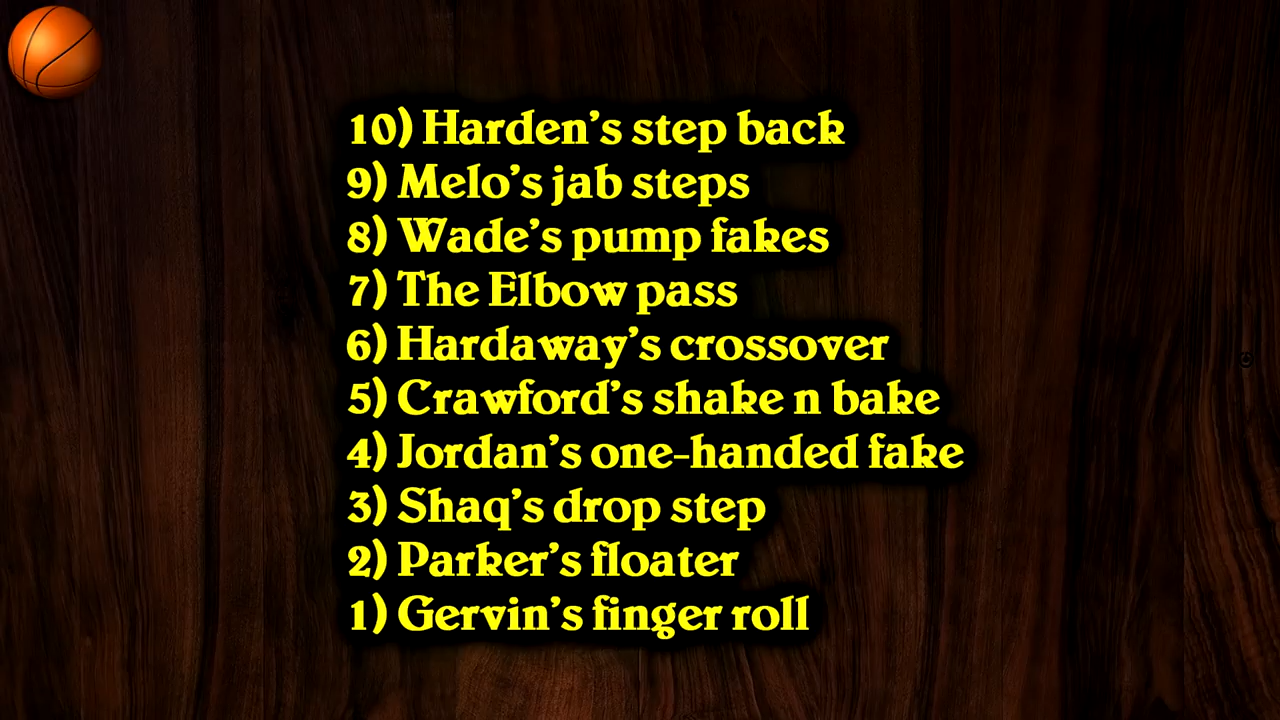 10) Harden's step back
9) Melo's jab steps
8) Wade's pump fakes
7) The Elbow pass
6) Hardaway's crossover
5) Crawford's shake n bake
4) Jordan's one-handed fake
3) Shaq's drop step
2) Parker's floater
1) Gervin's finger roll